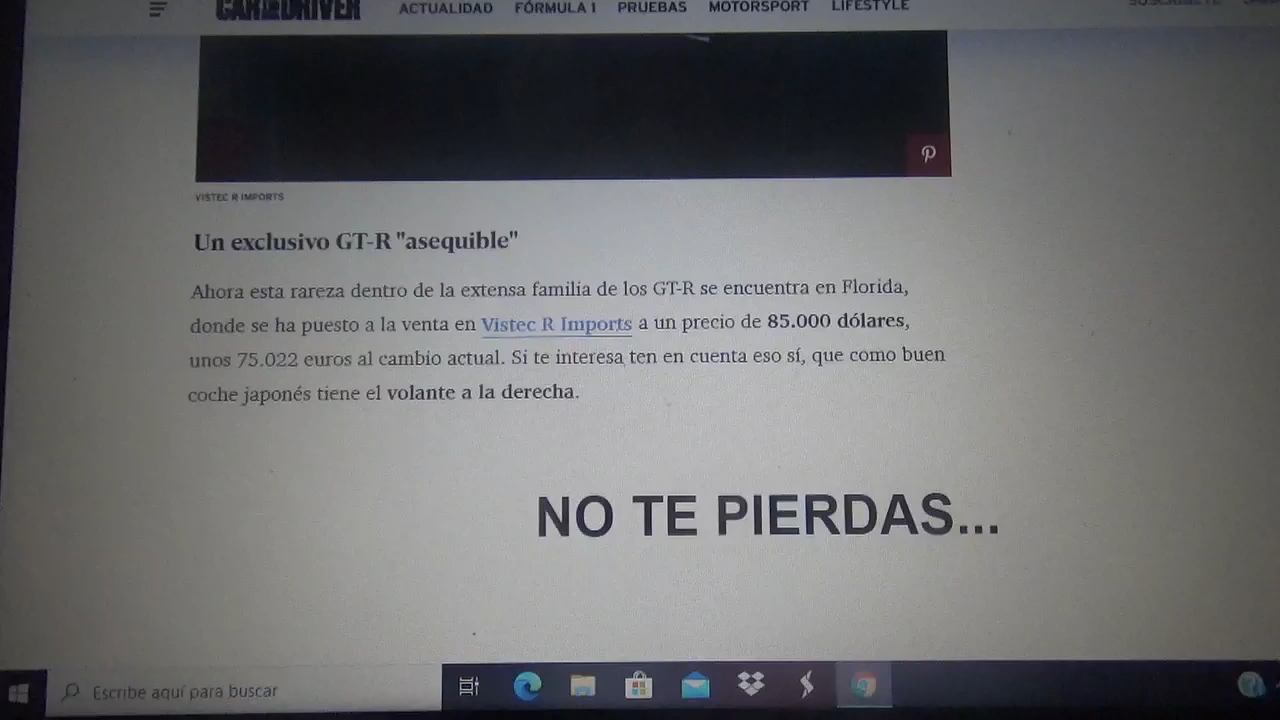 CAR AND DRIVER ACTUALIDAD FÓRMULA 1 PRUEBAS MOTORSPORT LIFESTYLE
VISTEC R IMPORTS
Un exclusivo GT-R "asequible"
Ahora esta rareza dentro de la extensa familia de los GT-R se encuentra en Florida,
donde se ha puesto a la venta en Vistec R Imports a un precio de 85.000 dólares,
unos 75.022 euros al cambio actual. Si te interesa ten en cuenta eso sí, que como buen
coche japonés tiene el volante a la derecha.
NO TE PIERDAS...
Escribe aquí para buscar